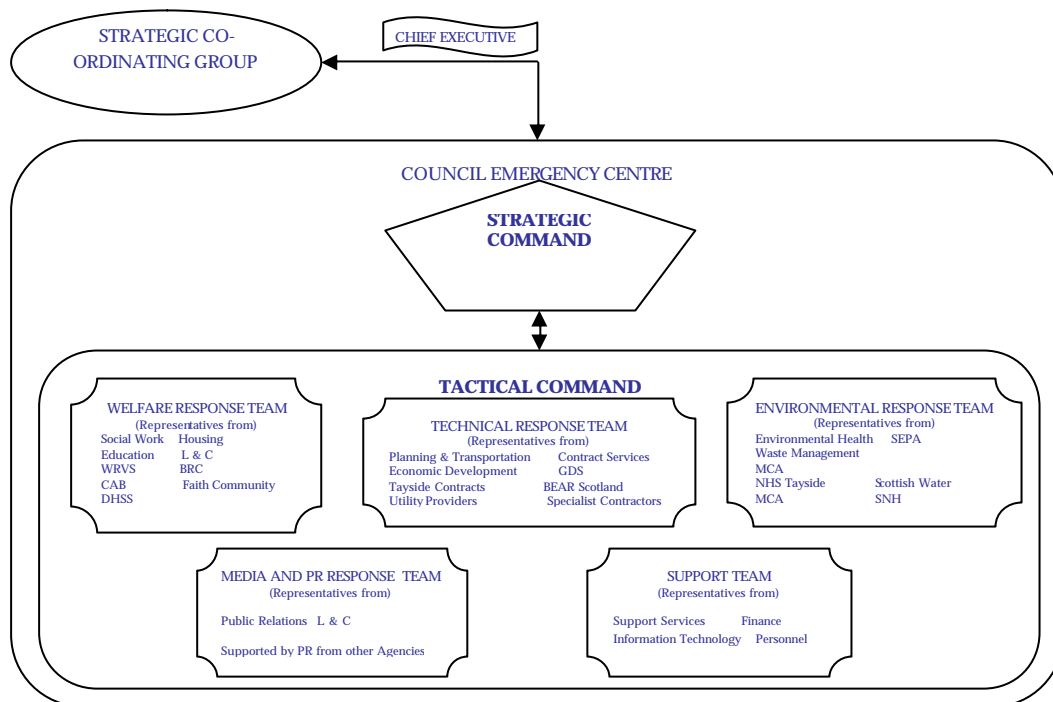 STRATEGIC CO-
ORDINATING GROUP
CHIEF EXECUTIVE
COUNCIL EMERGENCY CENTRE
STRATEGIC
COMMAND
TACTICAL COMMAND
WELFARE RESPONSE TEAM
(Representatives from)
Social Work Housing
Education L & C
WRVS BRC
CAB Faith Community
DHSS
TECHNICAL RESPONSE TEAM
(Representatives from)
Planning & Transportation Contract Services
Economic Development GDS
Tayside Contracts BEAR Scotland
Utility Providers Specialist Contractors
ENVIRONMENTAL RESPONSE TEAM
(Representatives from)
Environmental Health SEPA
Waste Management
MCA
NHS Tayside Scottish Water
MCA SNH
MEDIA AND PR RESPONSE TEAM
(Representatives from)
Public Relations L & C
Supported by PR from other Agencies
SUPPORT TEAM
(Representatives from)
Support Services Finance
Information Technology Personnel